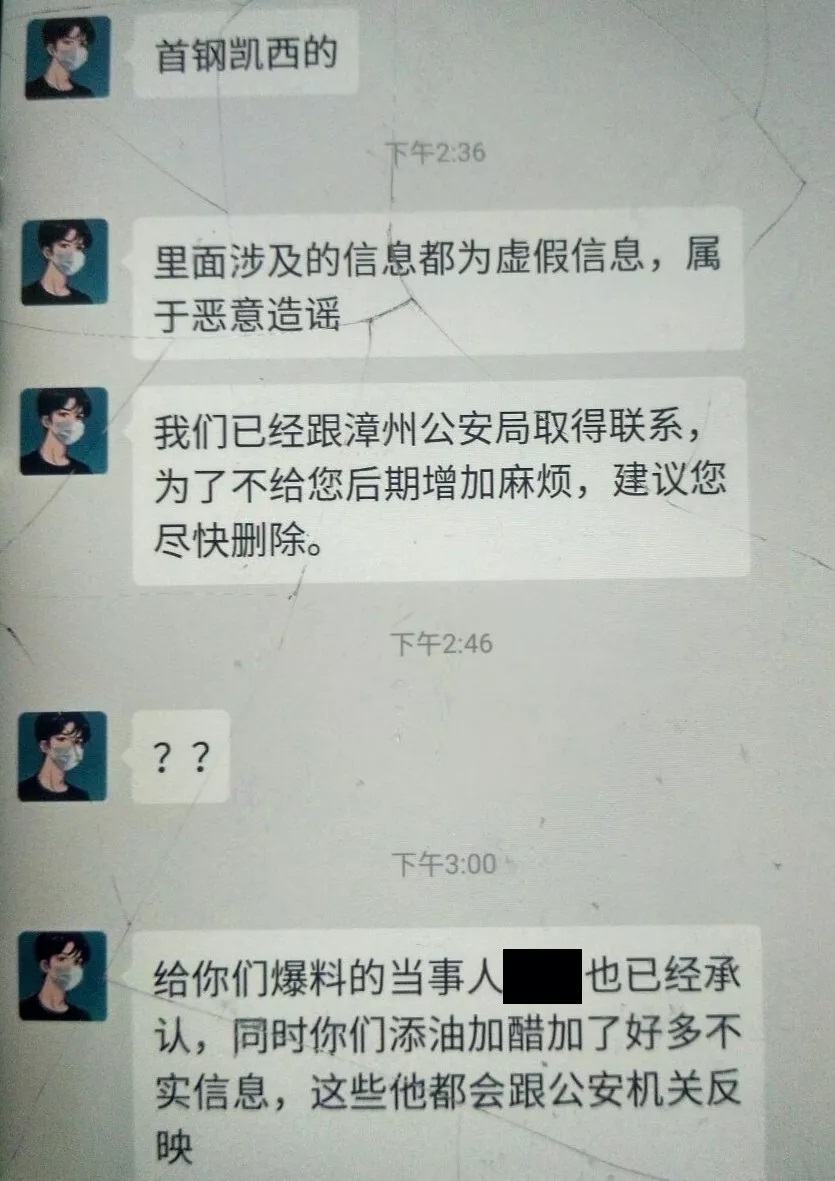 首钢凯西的
下午2:36
里面涉及的信息都为虚假信息，属
于恶意造谣
我们已经跟漳州公安局取得联系，
为了不给您后期增加麻烦，建议您
尽快删除。
下午2:46
？？
下午3:00
给你们爆料的当事人 也已经承
认，同时你们添油加醋加了好多不
实信息，这些他都会跟公安机关反
映